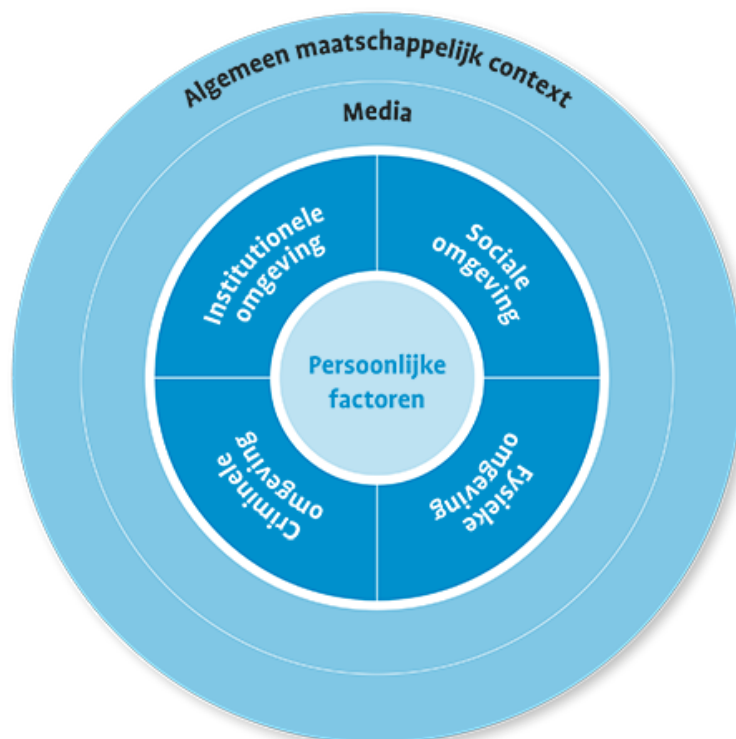 Algemeen maatschappelijk context
Media
Institutionele
omgeving
Sociale
omgeving
Persoonlijke
factoren
Criminele
omgeving
Fysieke
omgeving